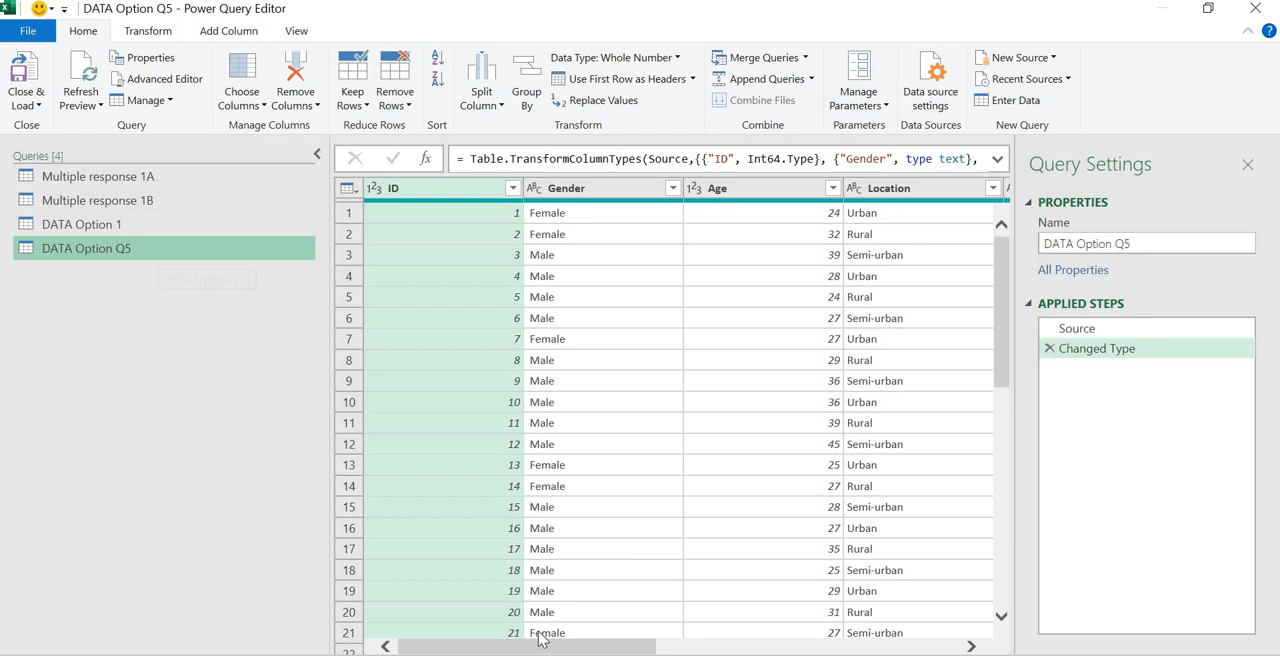 DATA Option Q5 - Power Query Editor
File Home Transform Add Column View
Close & Load
Close
Refresh Preview
Properties
Advanced Editor
Manage
Query
Choose Columns
Remove Columns
Manage Columns
Keep Rows
Remove Rows
Reduce Rows
Sort
Split Column
Group By
Data Type: Whole Number
Use First Row as Headers
Replace Values
Transform
Merge Queries
Append Queries
Combine Files
Combine
Manage Parameters
Parameters
Data source settings
Data Sources
New Source
Recent Sources
Enter Data
New Query
Queries [4]
Multiple response 1A
Multiple response 1B
DATA Option 1
DATA Option Q5
fx = Table.TransformColumnTypes(Source,{{"ID", Int64.Type}, {"Gender", type text},
ID Gender Age Location
1 1 Female 24 Urban
2 2 Female 32 Rural
3 3 Male 39 Semi-urban
4 4 Male 28 Urban
5 5 Male 24 Rural
6 6 Male 27 Semi-urban
7 7 Female 27 Urban
8 8 Male 29 Rural
9 9 Male 36 Semi-urban
10 10 Male 36 Urban
11 11 Male 39 Rural
12 12 Male 45 Semi-urban
13 13 Female 25 Urban
14 14 Female 27 Rural
15 15 Male 28 Semi-urban
16 16 Male 27 Urban
17 17 Male 35 Rural
18 18 Male 25 Semi-urban
19 19 Male 29 Urban
20 20 Male 31 Rural
21 21 Female 27 Semi-urban
Query Settings
PROPERTIES
Name
DATA Option Q5
All Properties
APPLIED STEPS
Source
Changed Type